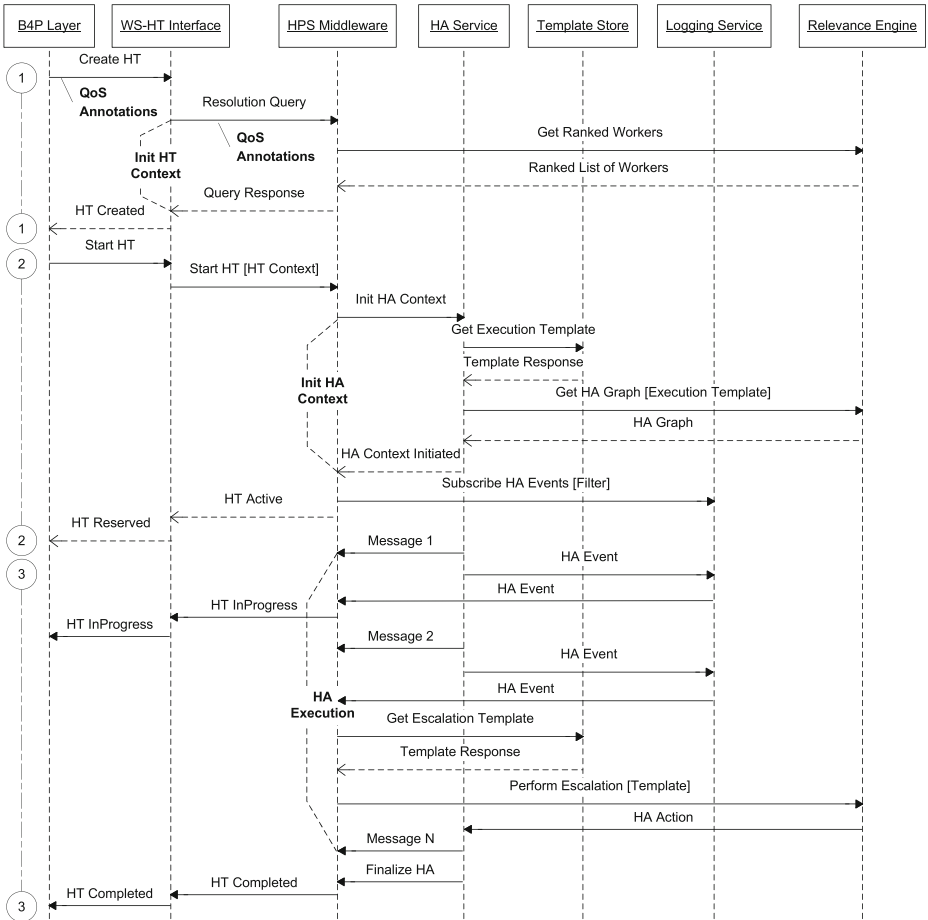 B4P Layer
WS-HT Interface
HPS Middleware
HA Service
Template Store
Logging Service
Relevance Engine
Create HT
1
QoS
Annotations
Resolution Query
QoS
Annotations
Get Ranked Workers
Init HT
Context
Ranked List of Workers
Query Response
HT Created
1
Start HT
2
Start HT [HT Context]
Init HA Context
Get Execution Template
Template Response
Init HA
Context
Get HA Graph [Execution Template]
HA Graph
HA Context Initiated
Subscribe HA Events [Filter]
HT Active
HT Reserved
2
Message 1
3
HA Event
HA Event
HT InProgress
HT InProgress
Message 2
HA Event
HA Event
HA
Execution
Get Escalation Template
Template Response
Perform Escalation [Template]
HA Action
Message N
Finalize HA
HT Completed
HT Completed
3